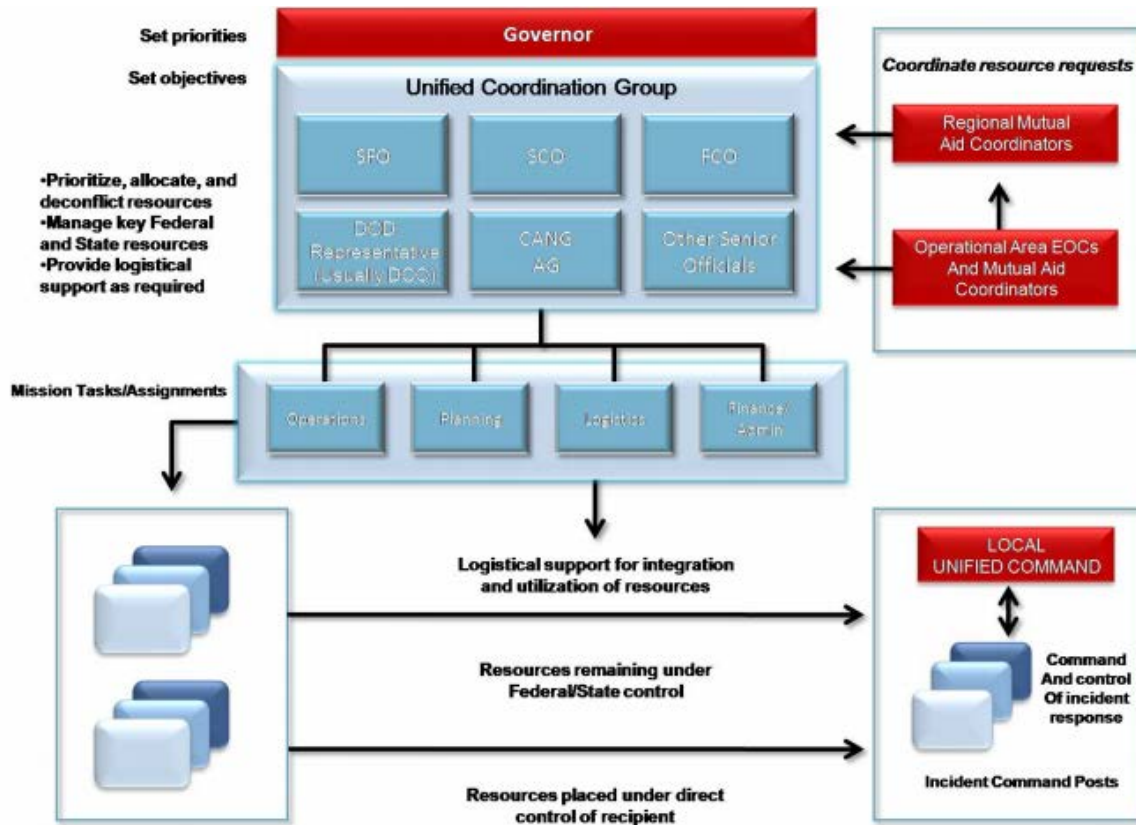 Set priorities
Governor
Set objectives
Unified Coordination Group
SFO
SCO
FCO
DOD
Representative
(Usually DCO)
CANG
AG
Other Senior
Officials
•Prioritize, allocate, and
deconflict resources
•Manage key Federal
and State resources
•Provide logistical
support as required
Coordinate resource requests
Regional Mutual
Aid Coordinators
Operational Area EOCs
And Mutual Aid
Coordinators
Mission Tasks/Assignments
Operations
Planning
Logistics
Finance/
Admin
Logistical support for integration
and utilization of resources
Resources remaining under
Federal/State control
Resources placed under direct
control of recipient
LOCAL
UNIFIED COMMAND
Command
And control
Of incident
response
Incident Command Posts